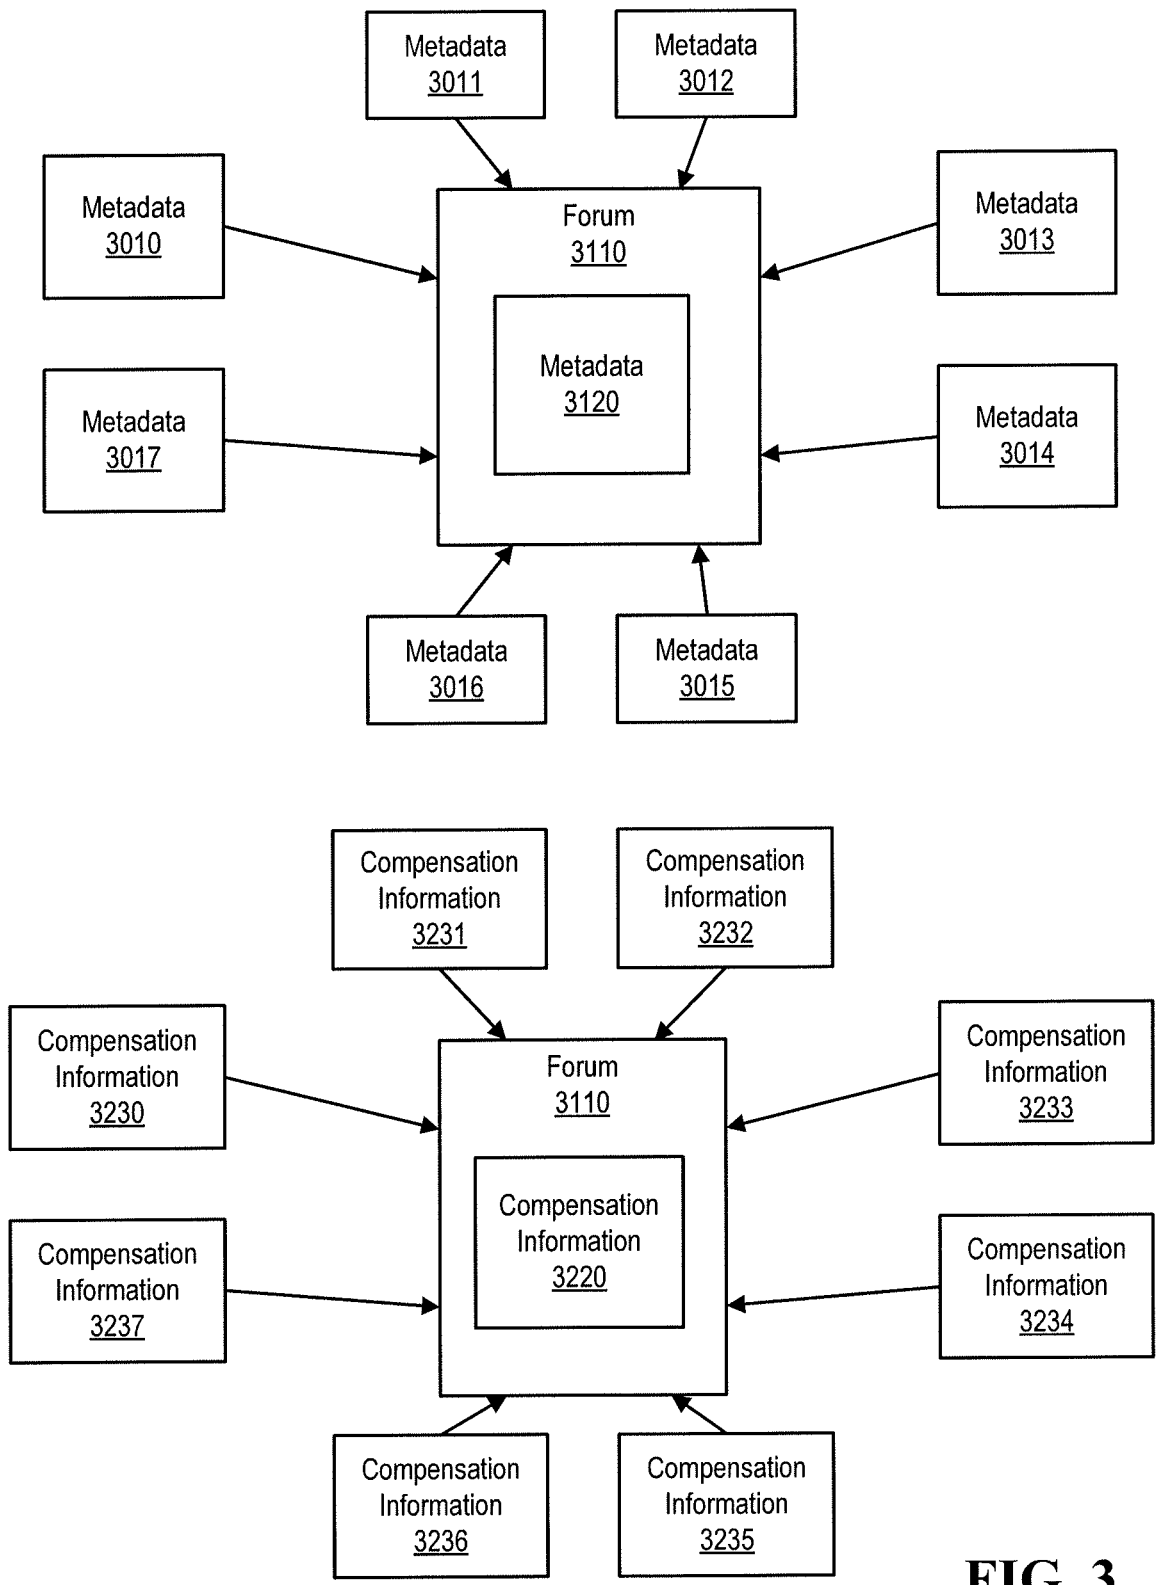 Metadata
3011
Metadata
3012
Metadata
3010
Forum
3110
Metadata
3013
Metadata
3120
Metadata
3017
Metadata
3014
Metadata
3016
Metadata
3015
Compensation
Information
3231
Compensation
Information
3232
Compensation
Information
3230
Forum
3110
Compensation
Information
3233
Compensation
Information
3220
Compensation
Information
3237
Compensation
Information
3234
Compensation
Information
3236
Compensation
Information
3235
FIG. 3